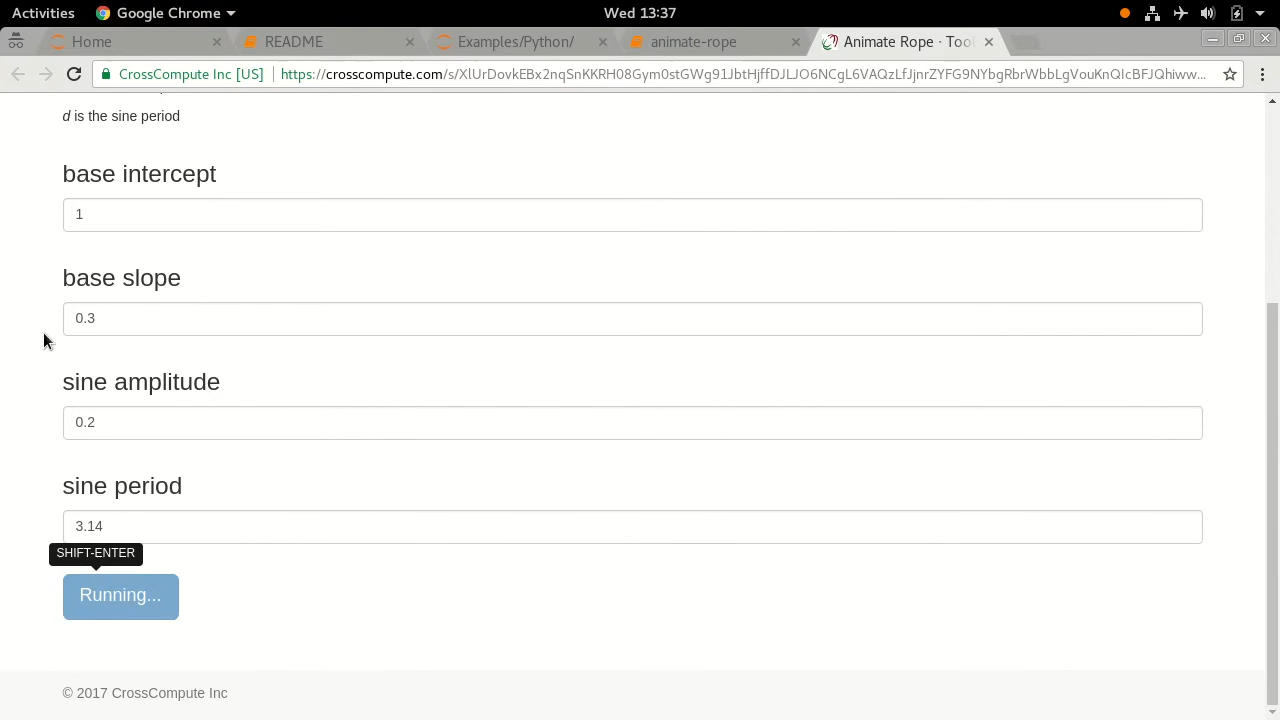 Activities Google Chrome Wed 13:37
Home README Examples/Python/ animate-rope Animate Rope · Tool
CrossCompute Inc [US] https://crosscompute.com/s/XlUrDovkEBx2nqSnKKRH08Gym0stGWg91JbtHjffDJLJO6NCgL6VAQzLfJjnrZYFG9NYbgRbrWbbLgVouKnQIcBFJQhiww...
d is the sine period
base intercept
1
base slope
0.3
sine amplitude
0.2
sine period
3.14
SHIFT-ENTER
Running...
© 2017 CrossCompute Inc